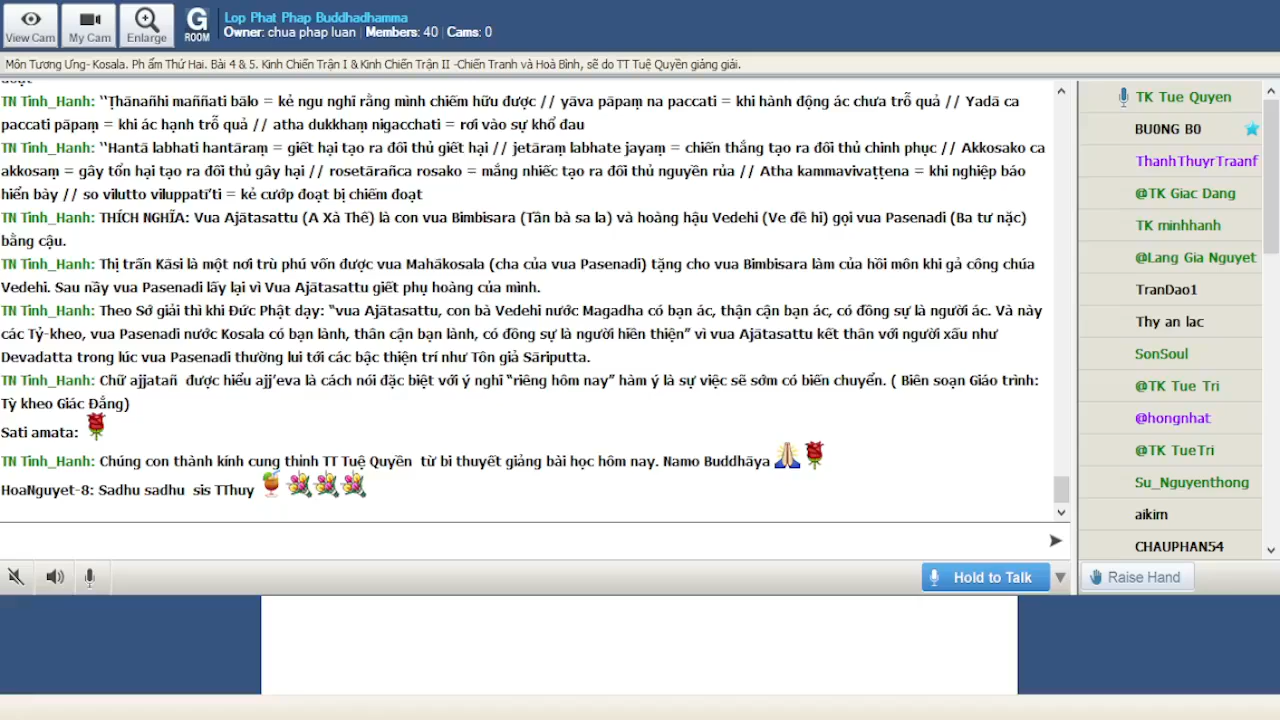 View Cam
My Cam
Enlarge
G
ROOM
Lop Phat Phap Buddhadhamma
Owner: chua phap luan | Members: 40 | Cams: 0
Môn Tương Ưng- Kosala. Ph ẩm Thứ Hai. Bài 4 & 5. Kinh Chiến Trận I & Kinh Chiến Trận II -Chiến Tranh và Hoà Bình, sẽ do TT Tuệ Quyền giảng giải.
đoạt
TN Tinh_Hanh: ‘‘Ṭhānañhi maññati bālo = kẻ ngu nghĩ rằng mình chiếm hữu được // yāva pāpaṃ na paccati = khi hành động ác chưa trỗ quả // Yadā ca
paccati pāpaṃ = khi ác hạnh trỗ quả // atha dukkhaṃ nigacchati = rơi vào sự khổ đau
TN Tinh_Hanh: ‘‘Hantā labhati hantāraṃ = giết hại tạo ra đối thủ giết hại // jetāraṃ labhate jayaṃ = chiến thắng tạo ra đối thủ chinh phục // Akkosako ca
akkosaṃ = gây tổn hại tạo ra đối thủ gây hại // rosetārañca rosako = mắng nhiếc tạo ra đối thủ nguyền rủa // Atha kammavivaṭṭena = khi nghiệp báo
hiển bày // so vilutto viluppati’ti = kẻ cướp đoạt bị chiếm đoạt
TN Tinh_Hanh: THÍCH NGHĨA: Vua Ajātasattu (A Xà Thế) là con vua Bimbisara (Tần bà sa la) và hoàng hậu Vedehi (Ve đề hi) gọi vua Pasenadi (Ba tư nặc)
bằng cậu.
TN Tinh_Hanh: Thị trấn Kāsi là một nơi trù phú vốn được vua Mahākosala (cha của vua Pasenadi) tặng cho vua Bimbisara làm của hồi môn khi gả công chúa
Vedehi. Sau nầy vua Pasenadi lấy lại vì Vua Ajātasattu giết phụ hoàng của mình.
TN Tinh_Hanh: Theo Sớ giải thì khi Đức Phật dạy: “vua Ajātasattu, con bà Vedehi nước Magadha có bạn ác, thận cận bạn ác, có đồng sự là người ác. Và này
các Tỷ-kheo, vua Pasenadi nước Kosala có bạn lành, thân cận bạn lành, có đồng sự là người hiền thiện” vì vua Ajātasattu kết thân với người xấu như
Devadatta trong lúc vua Pasenadi thường lui tới các bậc thiện trí như Tôn giả Sāriputta.
TN Tinh_Hanh: Chữ ajjatañ được hiểu ajj’eva là cách nói đặc biệt với ý nghi “riêng hôm nay” hàm ý là sự việc sẽ sớm có biến chuyển. ( Biên soạn Giáo trình:
Tỳ kheo Giác Đẳng)
Sati amata:
TN Tinh_Hanh: Chúng con thành kính cung thỉnh TT Tuệ Quyền từ bi thuyết giảng bài học hôm nay. Namo Buddhāya
HoaNguyet-8: Sadhu sadhu sis TThuy
TK Tue Quyen
BU0NG B0
ThanhThuyrTraanf
@TK Giac Dang
TK minhhanh
@Lang Gia Nguyet
TranDao1
Thy an lac
SonSoul
@TK Tue Tri
@hongnhat
@TK TueTri
Su_Nguyenthong
aikim
CHAUPHAN54
Hold to Talk
Raise Hand